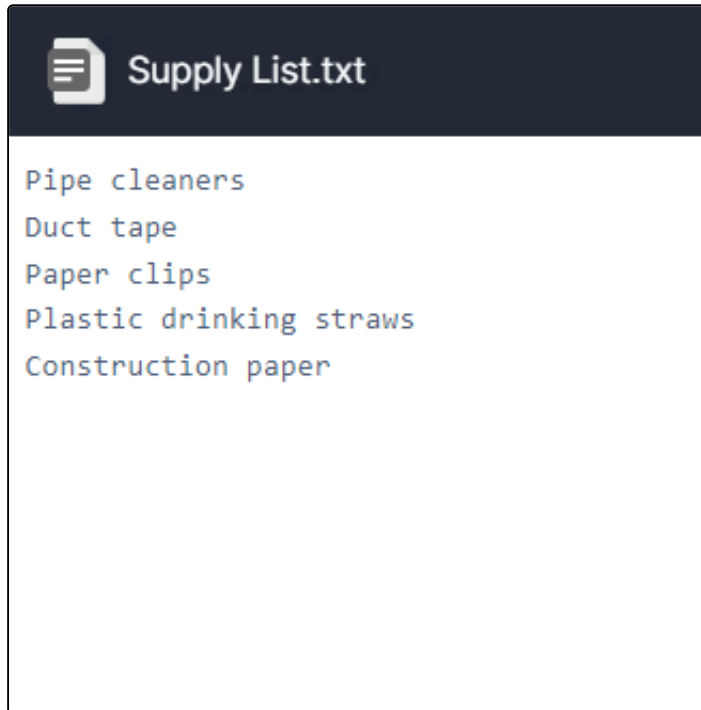 Supply List.txt
Pipe cleaners
Duct tape
Paper clips
Plastic drinking straws
Construction paper